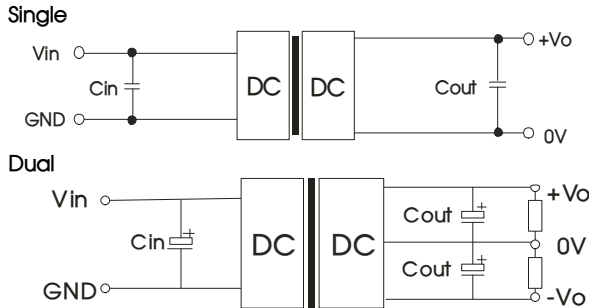 Single
Vin
+Vo
Cin
DC
DC
Cout
GND
0V
Dual
Vin
+Vo
Cout
+
Cin
+
DC
DC
0V
Cout
+
GND
-Vo